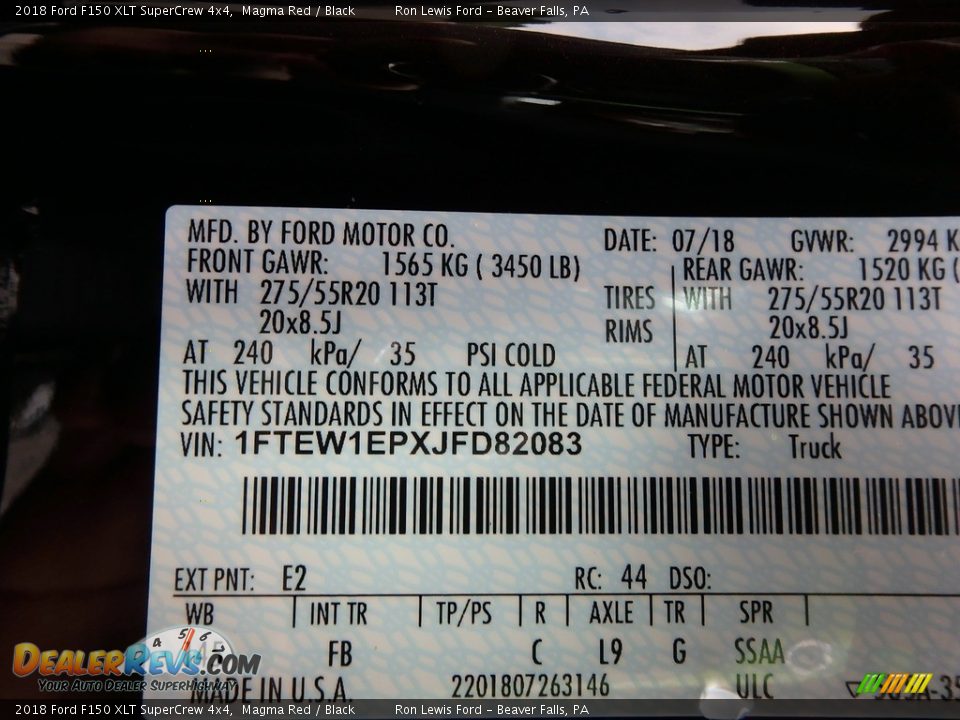 2018 Ford F150 XLT SuperCrew 4x4, Magma Red / Black Ron Lewis Ford - Beaver Falls, PA
MFD. BY FORD MOTOR CO. DATE: 07/18 GVWR: 2994 K
FRONT GAWR: 1565 KG ( 3450 LB) REAR GAWR: 1520 KG (
WITH 275/55R20 113T TIRES WITH 275/55R20 113T
20x8.5J RIMS 20x8.5J
AT 240 kPa/ 35 PSI COLD AT 240 kPa/ 35
THIS VEHICLE CONFORMS TO ALL APPLICABLE FEDERAL MOTOR VEHICLE
SAFETY STANDARDS IN EFFECT ON THE DATE OF MANUFACTURE SHOWN ABOV
VIN: 1FTEW1EPXJFD82083 TYPE: Truck
EXT PNT: E2 RC: 44 DSO:
WB INT TR TP/PS R AXLE TR SPR
FB C L9 G SSAA
MADE IN U.S.A. 2201807263146 ULC
DEALERREVS.COM
YOUR AUTO DEALER SUPERHIGHWAY
2018 Ford F150 XLT SuperCrew 4x4, Magma Red / Black Ron Lewis Ford - Beaver Falls, PA